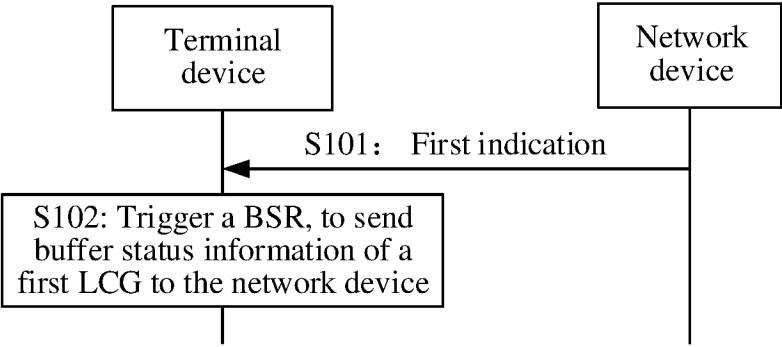 Terminal
device
Network
device
S101： First indication
S102: Trigger a BSR, to send
buffer status information of a
first LCG to the network device